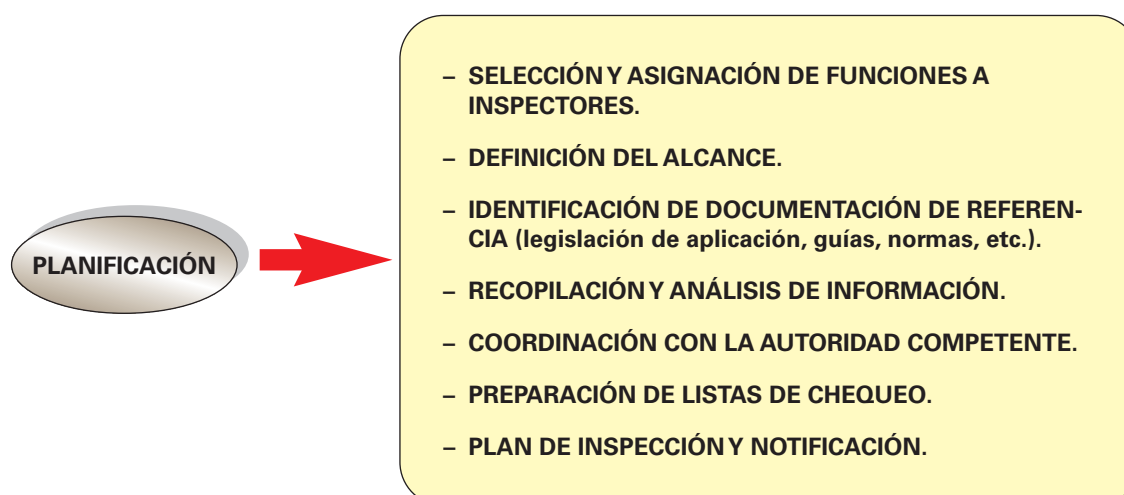 – SELECCIÓN Y ASIGNACIÓN DE FUNCIONES A
INSPECTORES.
– DEFINICIÓN DEL ALCANCE.
– IDENTIFICACIÓN DE DOCUMENTACIÓN DE REFEREN-
CIA (legislación de aplicación, guías, normas, etc.).
PLANIFICACIÓN
– RECOPILACIÓN Y ANÁLISIS DE INFORMACIÓN.
– COORDINACIÓN CON LA AUTORIDAD COMPETENTE.
– PREPARACIÓN DE LISTAS DE CHEQUEO.
– PLAN DE INSPECCIÓN Y NOTIFICACIÓN.